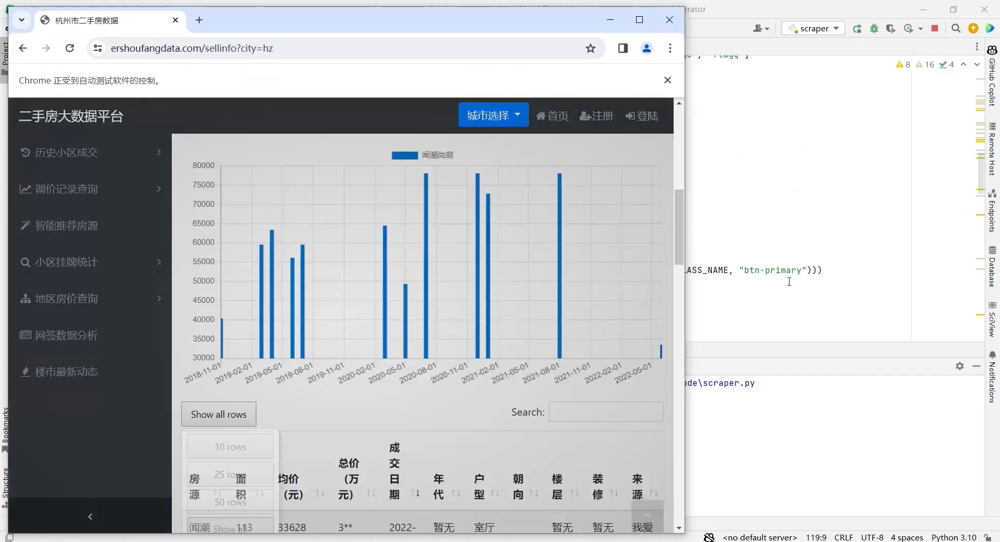 杭州市二手房数据
trator
scraper
ershoufangdata.com/sellinfo?city=hz
Chrome 正受到自动测试软件的控制。
8 16 4
二手房大数据平台
城市选择 首页 注册 登陆
历史小区成交
调价记录查询
智能推荐房源
小区挂牌统计
地区房价查询
网签数据分析
楼市最新动态
闻潮尚庭
80000
75000
70000
65000
60000
55000
50000
45000
40000
35000
30000
2018-11-01 2019-02-01 2019-05-01 2019-08-01 2019-11-01 2020-02-01 2020-05-01 2020-08-01 2020-11-01 2021-02-01 2021-05-01 2021-08-01 2021-11-01 2022-02-01 2022-05-01
Show all rows
Search:
10 rows
25 rows
50 rows
Show all
房源 面积 均价（元） 总价（万元） 成交日期 年代 户型 朝向 楼层 装修 来源
闻潮 113 33628 3** 2022- 暂无 室厅 暂无 暂无 我爱
LASS_NAME, "btn-primary")))
ode\scraper.py
Project
Bookmarks
Structure
GitHub Copilot
Remote Host
Endpoints
Database
SciView
Notifications
<no default server> 119:9 CRLF UTF-8 4 spaces Python 3.10